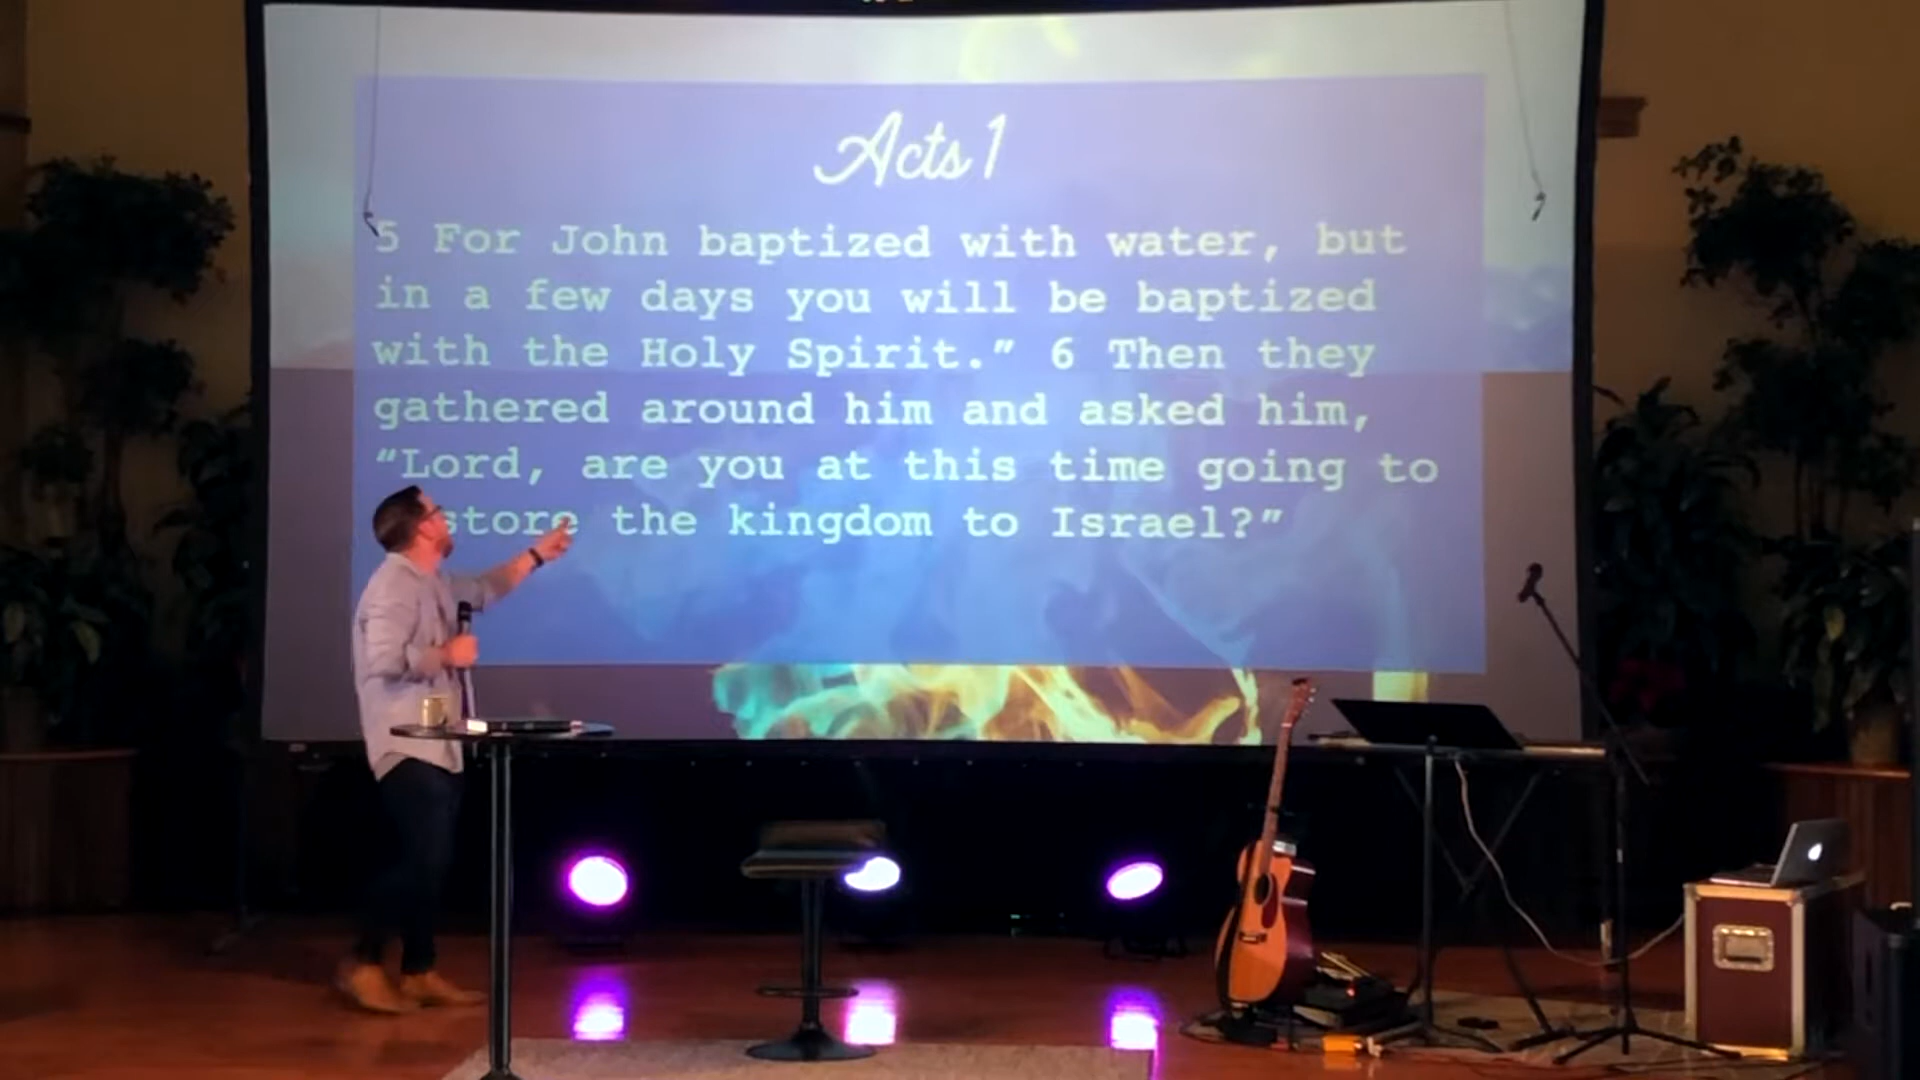 Acts 1
5 For John baptized with water, but
in a few days you will be baptized
with the Holy Spirit.” 6 Then they
gathered around him and asked him,
“Lord, are you at this time going to
store the kingdom to Israel?”